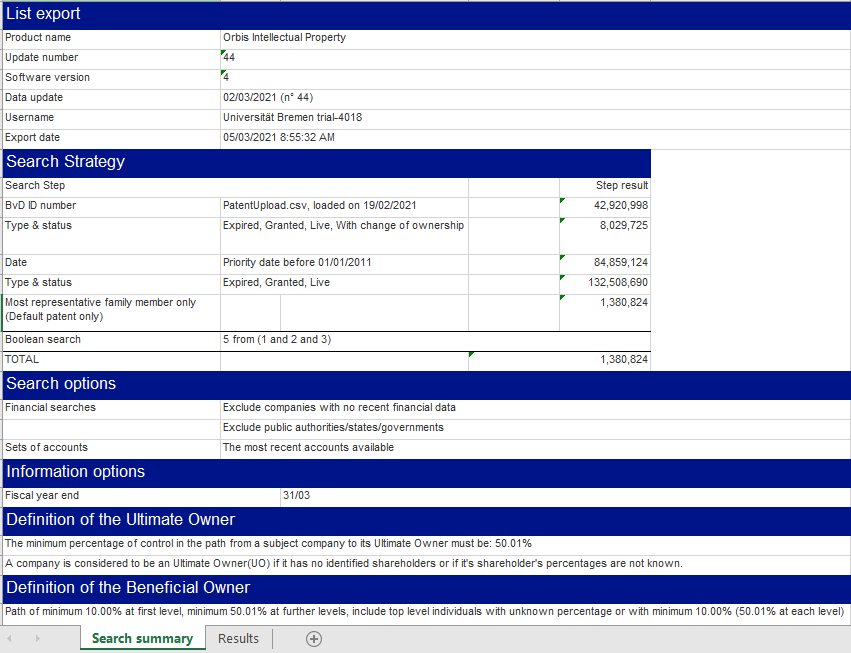 List export
Product name Orbis Intellectual Property
Update number 44
Software version 4
Data update 02/03/2021 (n° 44)
Username Universität Bremen trial-4018
Export date 05/03/2021 8:55:32 AM
Search Strategy
Search Step Step result
BvD ID number PatentUpload.csv, loaded on 19/02/2021 42,920,998
Type & status Expired, Granted, Live, With change of ownership 8,029,725
Date Priority date before 01/01/2011 84,859,124
Type & status Expired, Granted, Live 132,508,690
Most representative family member only 1,380,824
(Default patent only)
Boolean search 5 from (1 and 2 and 3)
TOTAL 1,380,824
Search options
Financial searches Exclude companies with no recent financial data
Exclude public authorities/states/governments
Sets of accounts The most recent accounts available
Information options
Fiscal year end 31/03
Definition of the Ultimate Owner
The minimum percentage of control in the path from a subject company to its Ultimate Owner must be: 50.01%
A company is considered to be an Ultimate Owner(UO) if it has no identified shareholders or if it's shareholder's percentages are not known.
Definition of the Beneficial Owner
Path of minimum 10.00% at first level, minimum 50.01% at further levels, include top level individuals with unknown percentage or with minimum 10.00% (50.01% at each level)
Search summary Results